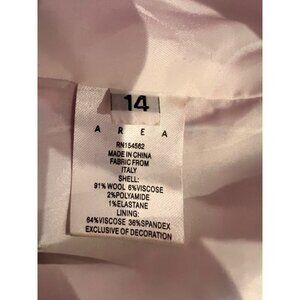 14
AREA
RN154562
MADE IN CHINA
FABRIC FROM
ITALY
SHELL:
91% WOOL 6%VISCOSE
2%POLYAMIDE
1%ELASTANE
LINING:
64%VISCOSE 36%SPANDEX
EXCLUSIVE OF DECORATION